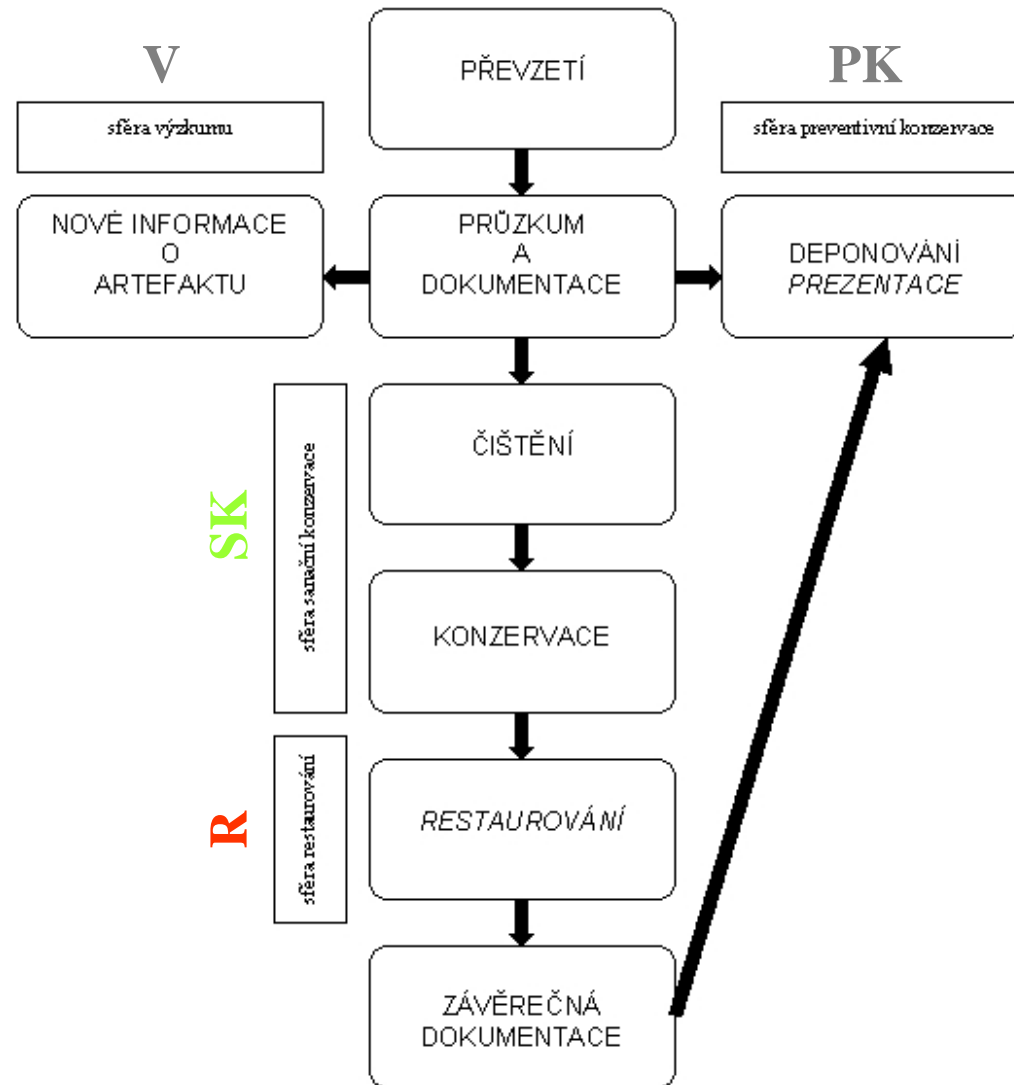 V
PŘEVZETÍ
PK
sféra výzkumu
sféra preventivní konzervace
NOVÉ INFORMACE
O
ARTEFAKTU
PRŮZKUM
A
DOKUMENTACE
DEPONOVÁNÍ
PREZENTACE
SK
sféra sanační konzervace
ČIŠTĚNÍ
KONZERVACE
R
sféra restaurování
RESTAUROVÁNÍ
ZÁVĚREČNÁ
DOKUMENTACE